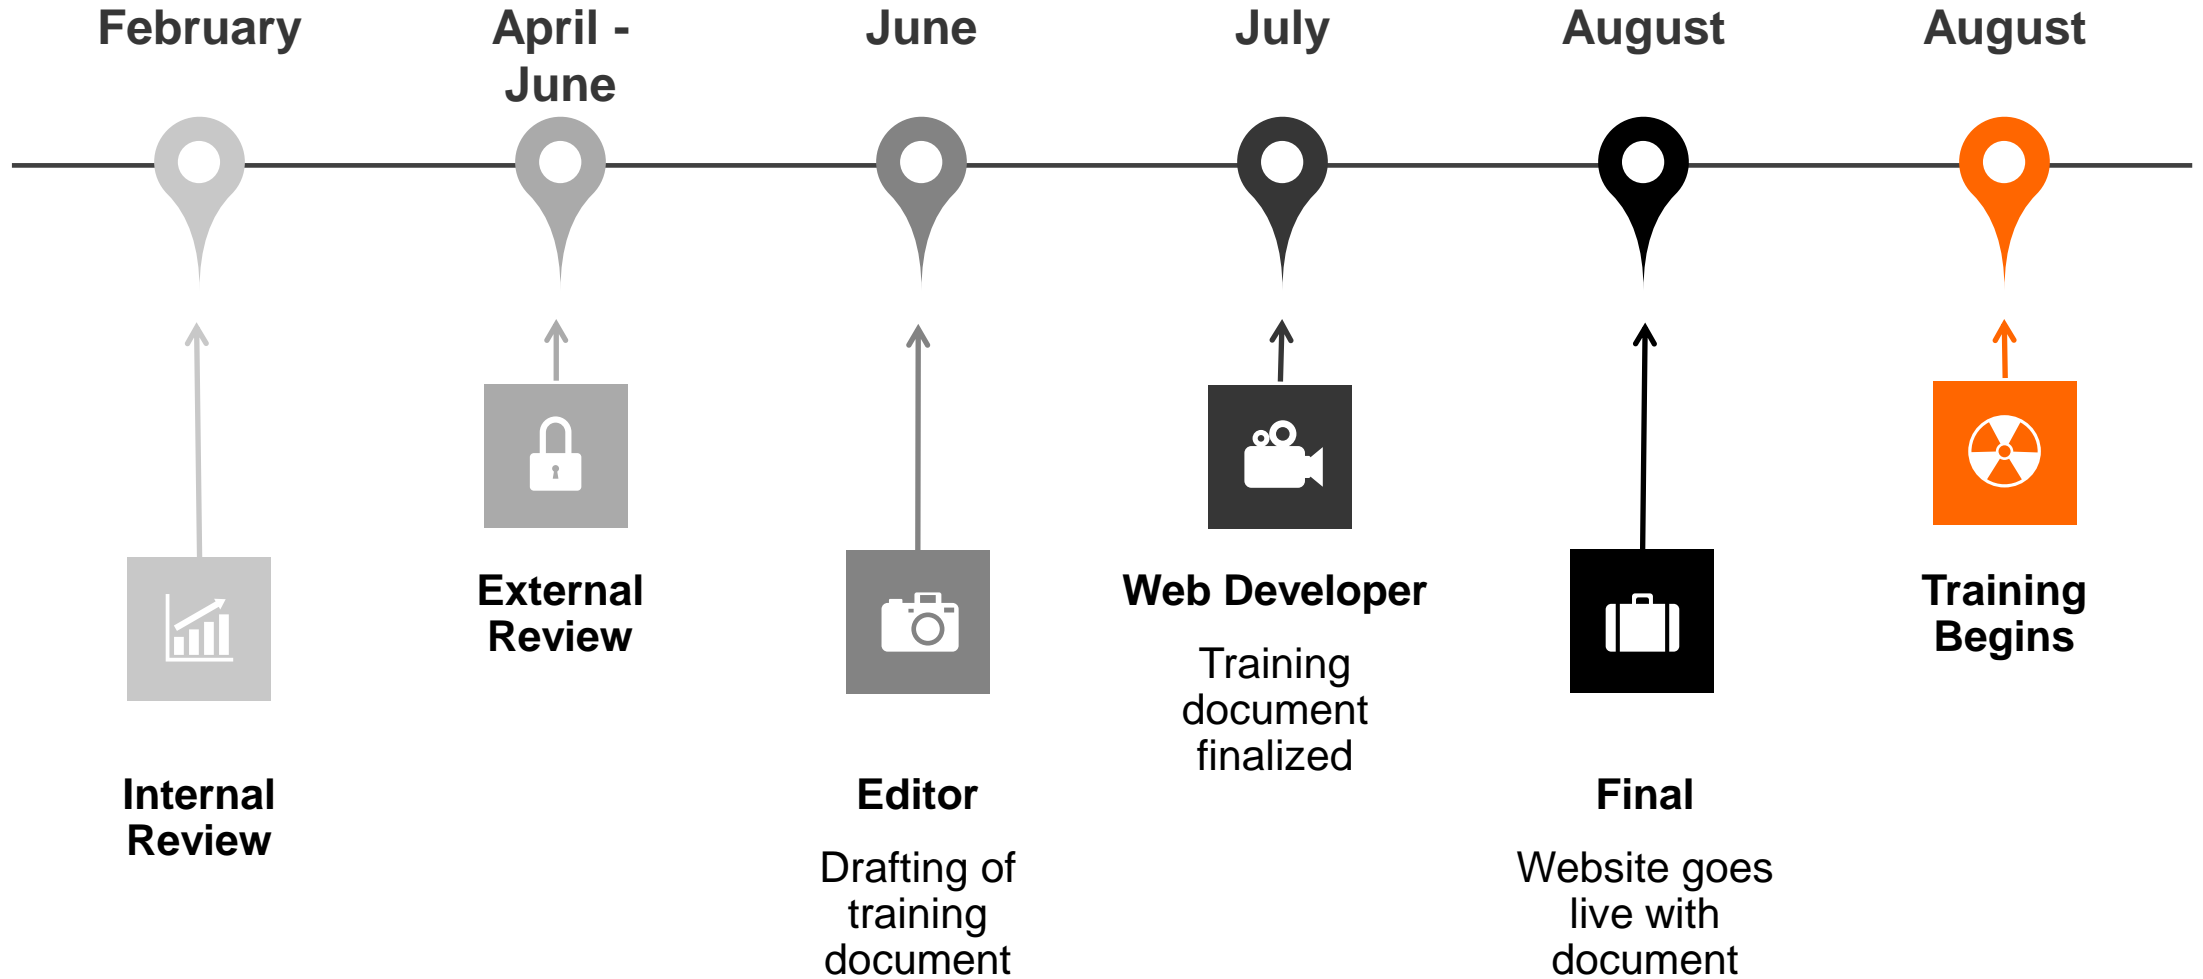 February
April -
June
June
July
August
August
Internal
Review
External
Review
Editor
Drafting of
training
document
Web Developer
Training
document
finalized
Final
Website goes
live with
document
Training
Begins